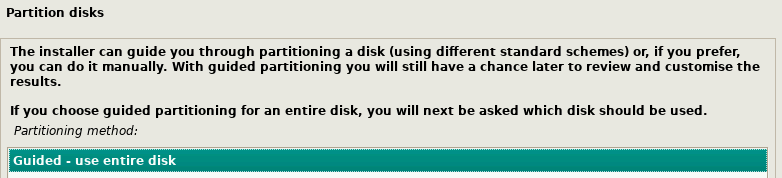 Partition disks
The installer can guide you through partitioning a disk (using different standard schemes) or, if you prefer,
you can do it manually. With guided partitioning you will still have a chance later to review and customise the
results.
If you choose guided partitioning for an entire disk, you will next be asked which disk should be used.
Partitioning method:
Guided - use entire disk